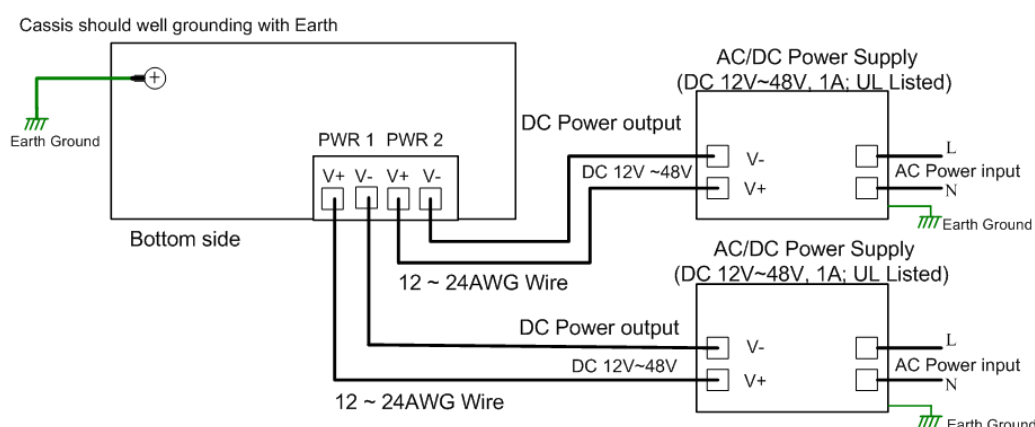 Cassis should well grounding with Earth
Earth Ground
PWR 1 PWR 2
V+ V- V+ V-
Bottom side
AC/DC Power Supply
(DC 12V~48V, 1A; UL Listed)
DC Power output
DC 12V ~48V
V-
V+
L
AC Power input
N
Earth Ground
12 ~ 24AWG Wire
AC/DC Power Supply
(DC 12V~48V, 1A; UL Listed)
DC Power output
DC 12V~48V
V-
V+
L
AC Power input
N
Earth Ground
12 ~ 24AWG Wire